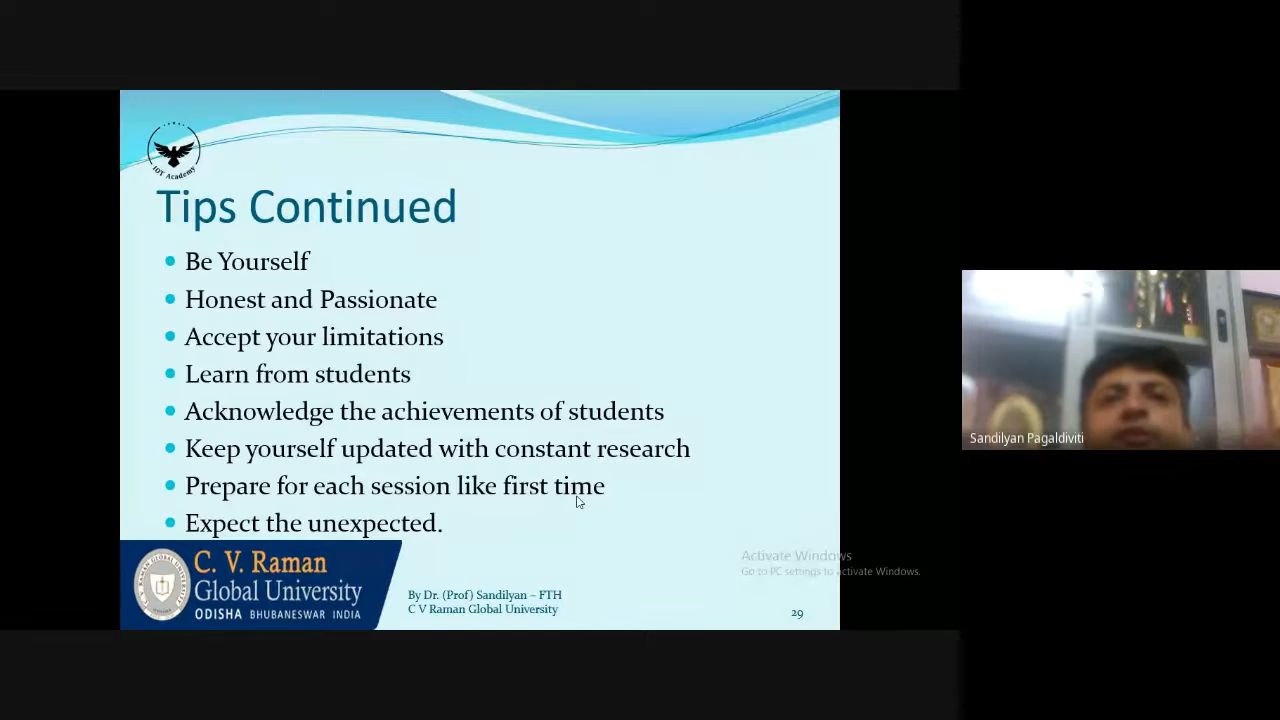 IOT Academy
Tips Continued
Be Yourself
Honest and Passionate
Accept your limitations
Learn from students
Acknowledge the achievements of students
Keep yourself updated with constant research
Prepare for each session like first time
Expect the unexpected.
C. V. Raman
Global University
ODISHA BHUBANESWAR INDIA
By Dr. (Prof) Sandilyan – FTH
C V Raman Global University
29
Activate Windows
Go to PC settings to activate Windows.
Sandilyan Pagaldiviti